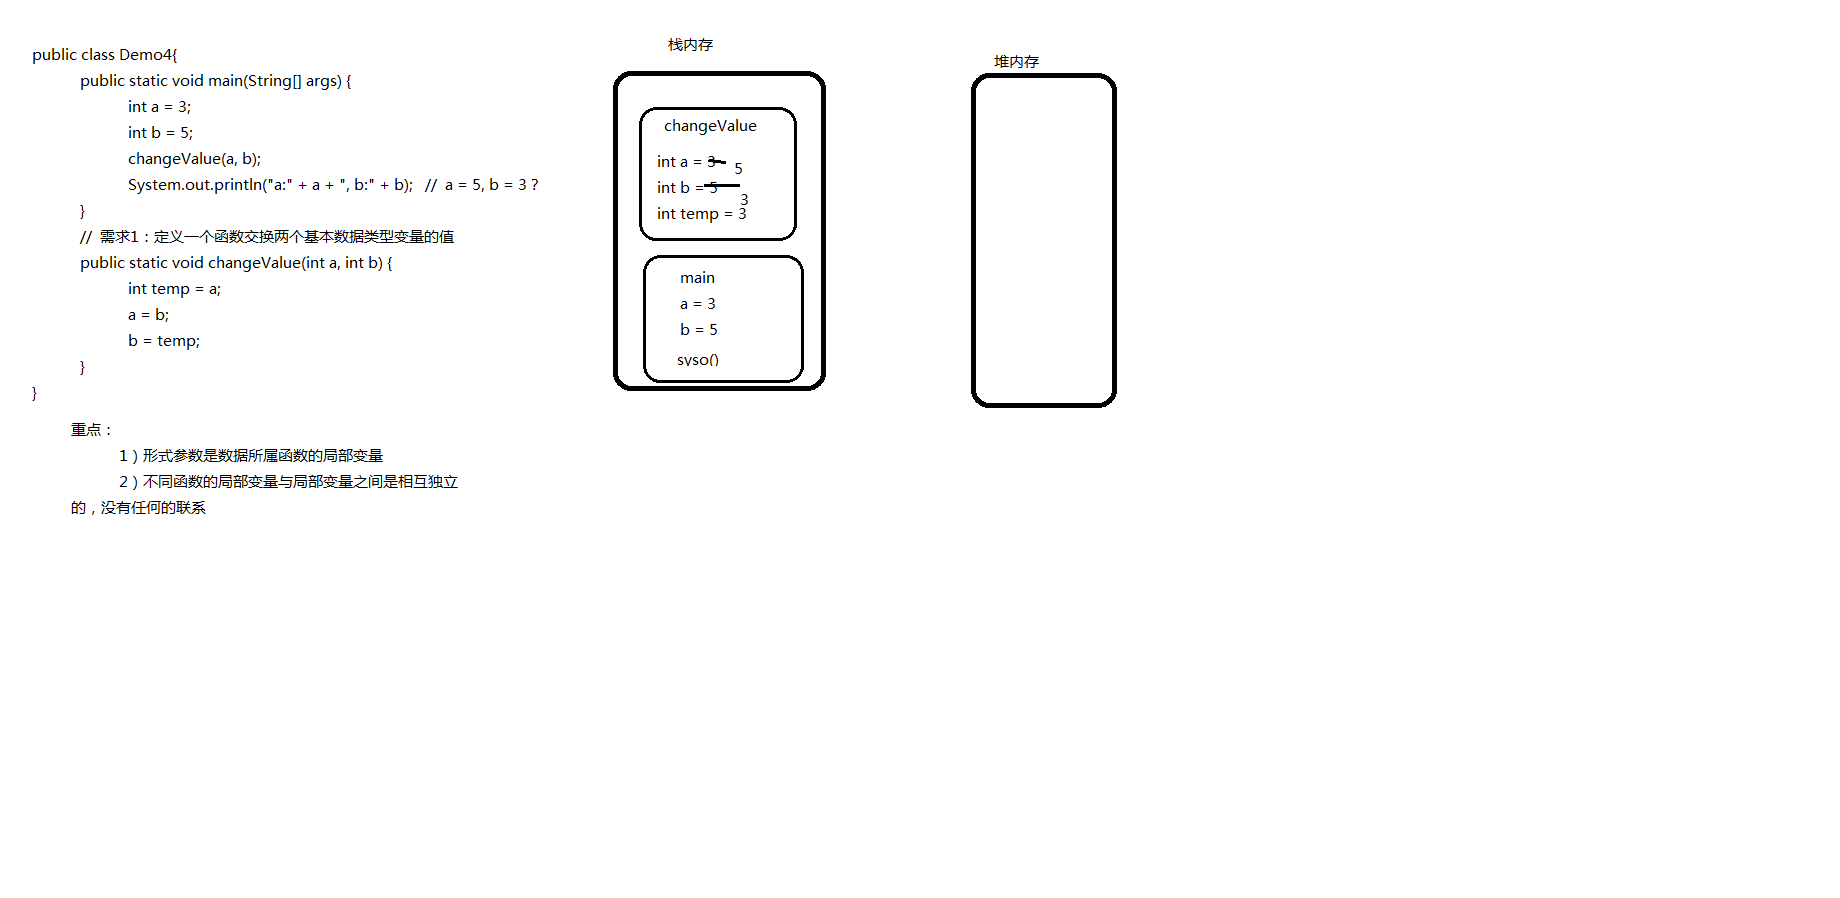 public class Demo4{
public static void main(String[] args) {
int a = 3;
int b = 5;
changeValue(a, b);
System.out.println("a:" + a + ", b:" + b);   //  a = 5, b = 3 ?
}
//  需求1：定义一个函数交换两个基本数据类型变量的值
public static void changeValue(int a, int b) {
int temp = a;
a = b;
b = temp;
}
}
重点：
1）形式参数是数据所属函数的局部变量
2）不同函数的局部变量与局部变量之间是相互独立
的，没有任何的联系
栈内存
changeValue
int a = 3 5
int b = 5
3
int temp = 3
main
a = 3
b = 5
syso()
堆内存